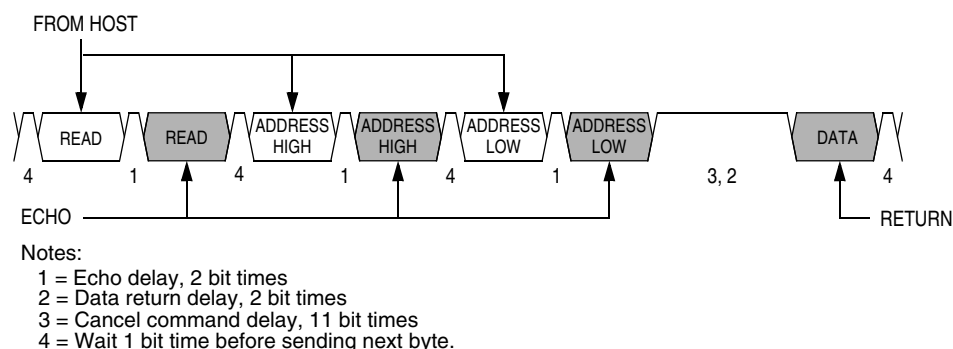 FROM HOST
READ READ ADDRESS HIGH ADDRESS HIGH ADDRESS LOW ADDRESS LOW DATA
4 1 4 1 4 1 3, 2 4
ECHO RETURN
Notes:
1 = Echo delay, 2 bit times
2 = Data return delay, 2 bit times
3 = Cancel command delay, 11 bit times
4 = Wait 1 bit time before sending next byte.